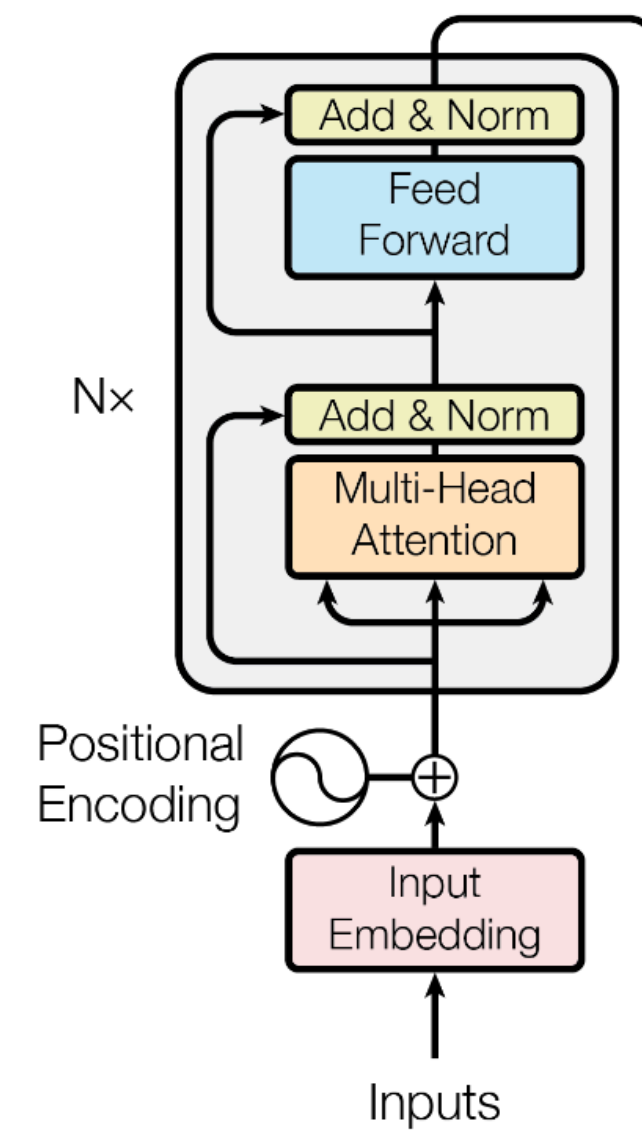 Add & Norm
Feed
Forward
N×
Add & Norm
Multi-Head
Attention
Positional
Encoding
Input
Embedding
Inputs